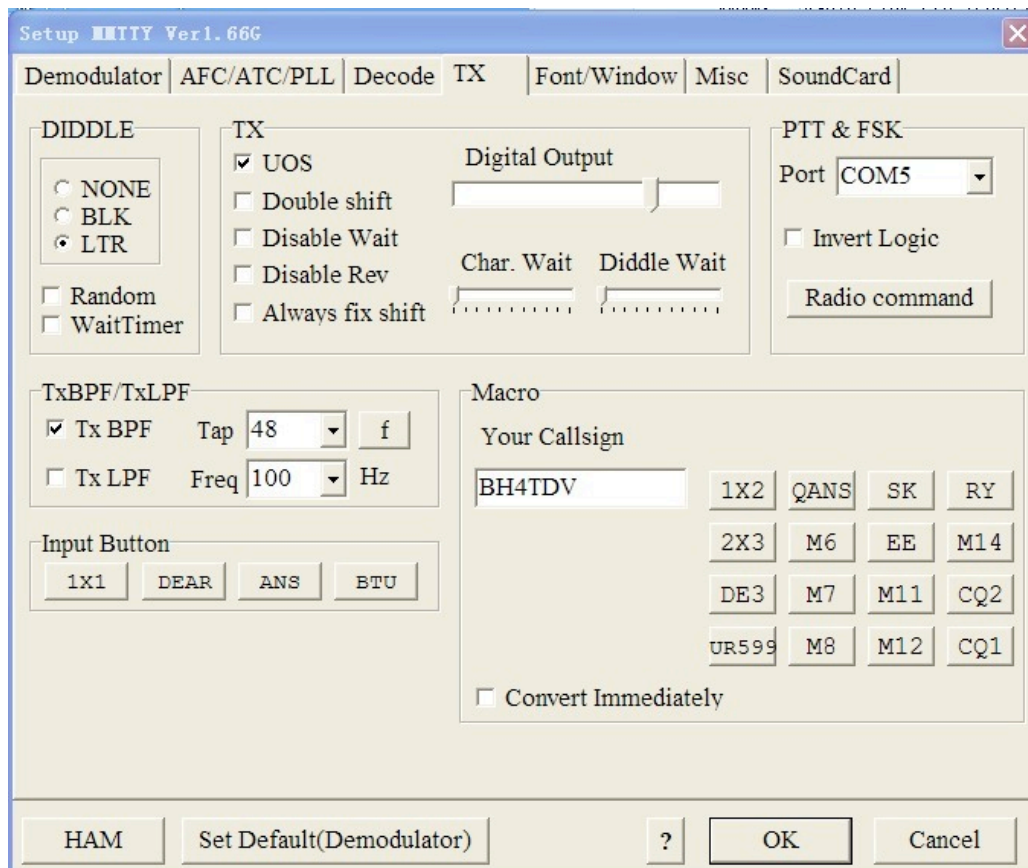 Setup MMTTY Ver1.66G
Demodulator AFC/ATC/PLL Decode TX Font/Window Misc SoundCard
DIDDLE
NONE
BLK
LTR
Random
WaitTimer
TX
UOS
Double shift
Disable Wait
Disable Rev
Always fix shift
Digital Output
Char. Wait Diddle Wait
PTT & FSK
Port COM5
Invert Logic
Radio command
TxBPF/TxLPF
Tx BPF Tap 48 f
Tx LPF Freq 100 Hz
Input Button
1X1 DEAR ANS BTU
Macro
Your Callsign
BH4TDV
1X2 QANS SK RY
2X3 M6 EE M14
DE3 M7 M11 CQ2
UR599 M8 M12 CQ1
Convert Immediately
HAM Set Default(Demodulator) ? OK Cancel